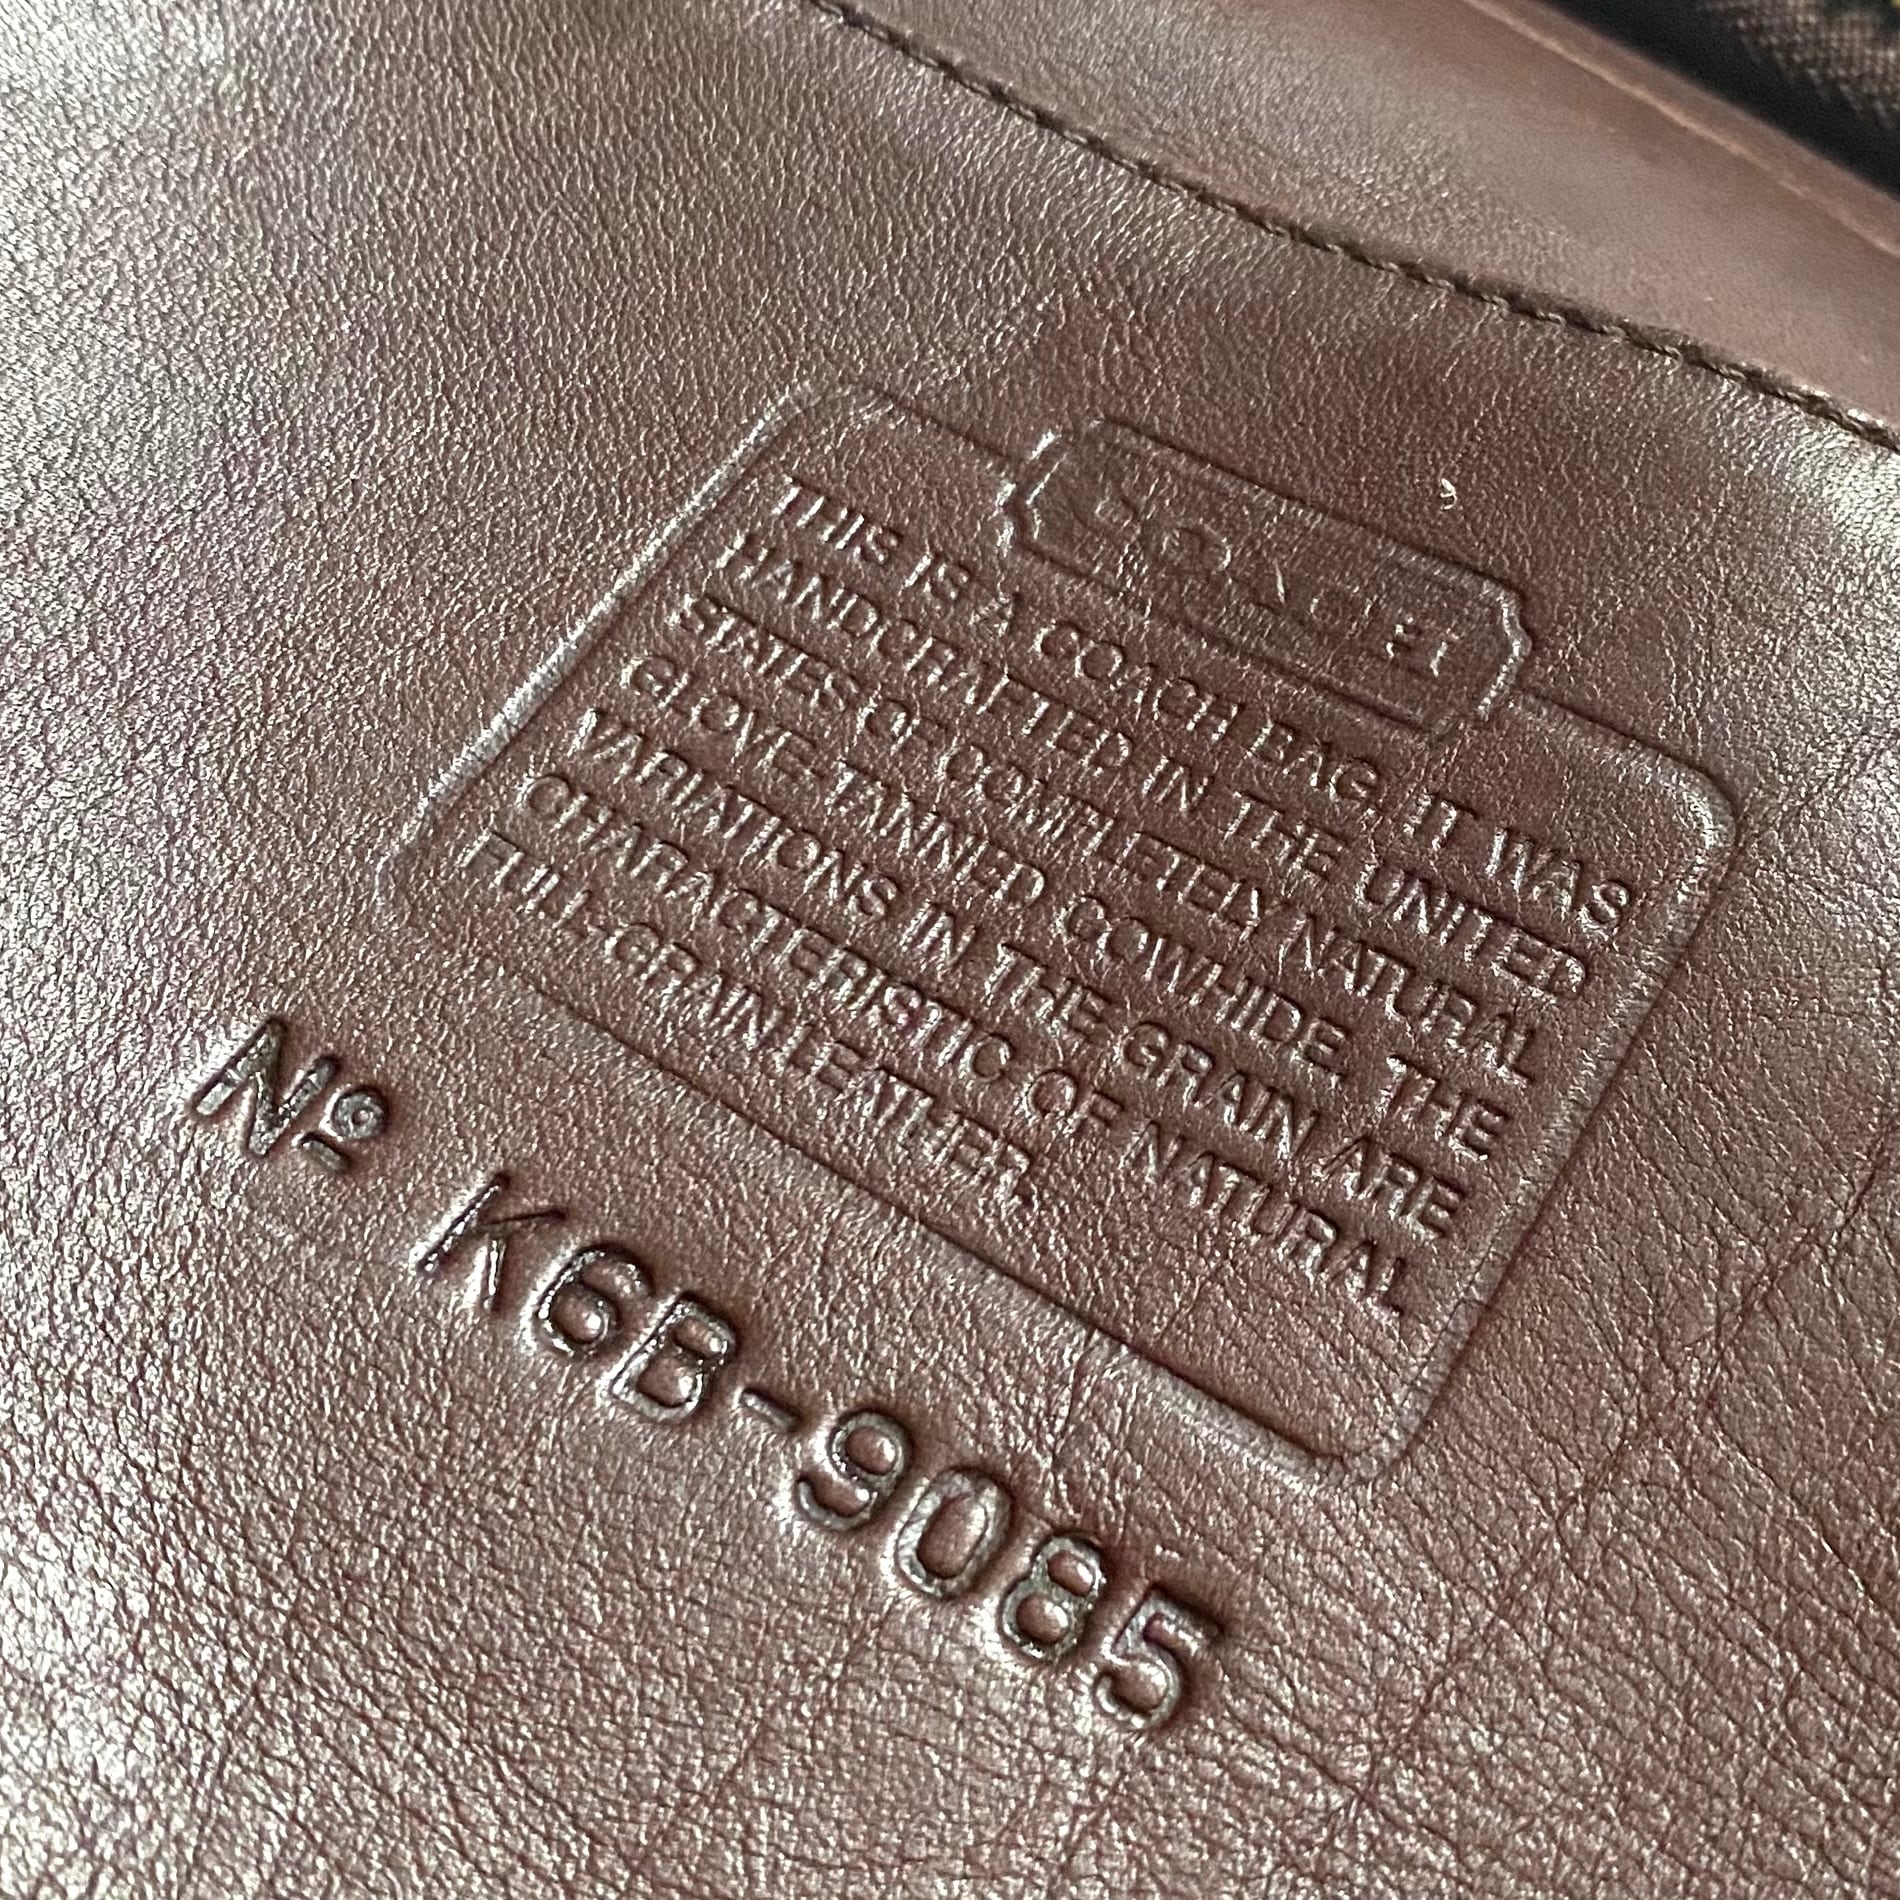 COACH
THIS IS A COACH BAG. IT WAS
HANDCRAFTED IN THE UNITED
STATES OF COMPLETELY NATURAL
GLOVE-TANNED COWHIDE. THE
VARIATIONS IN THE GRAIN ARE
CHARACTERISTIC OF NATURAL
FULL-GRAIN LEATHER.
Nº K6B-9085